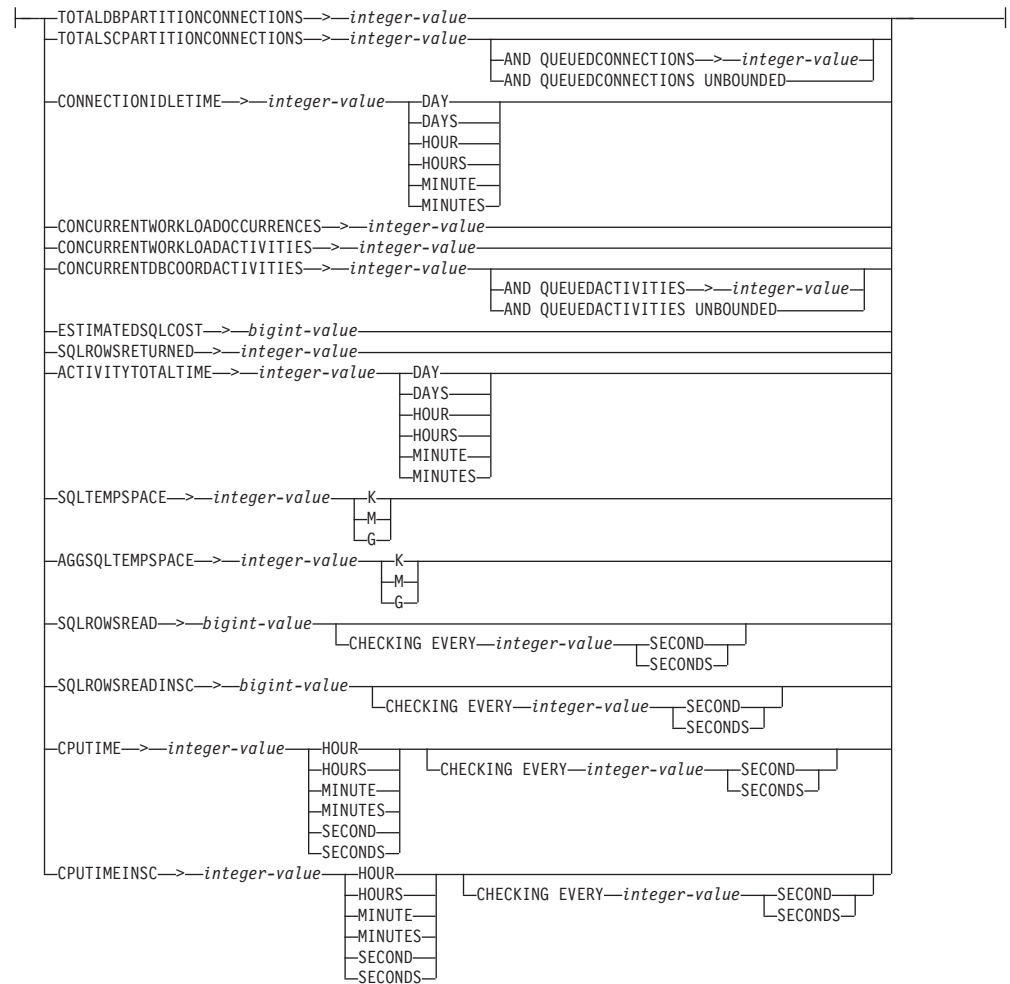 TOTALDBPARTITIONCONNECTIONS > integer-value
TOTALSCPARTITIONCONNECTIONS > integer-value
AND QUEUEDCONNECTIONS > integer-value
AND QUEUEDCONNECTIONS UNBOUNDED
CONNECTIONIDLETIME > integer-value DAY
DAYS
HOUR
HOURS
MINUTE
MINUTES
CONCURRENTWORKLOADOCCURRENCES > integer-value
CONCURRENTWORKLOADACTIVITIES > integer-value
CONCURRENTDBCOORDACTIVITIES > integer-value
AND QUEUEDACTIVITIES > integer-value
AND QUEUEDACTIVITIES UNBOUNDED
ESTIMATEDSQLCOST > bigint-value
SQLROWSRETURNED > integer-value
ACTIVITYTOTALTIME > integer-value DAY
DAYS
HOUR
HOURS
MINUTE
MINUTES
SQLTEMPSPACE > integer-value K
M
G
AGGSQLTEMPSPACE > integer-value K
M
G
SQLROWSREAD > bigint-value
CHECKING EVERY integer-value SECOND
SECONDS
SQLROWSREADINSC > bigint-value
CHECKING EVERY integer-value SECOND
SECONDS
CPUTIME > integer-value HOUR
HOURS
MINUTE
MINUTES
SECOND
SECONDS
CHECKING EVERY integer-value SECOND
SECONDS
CPUTIMEINSC > integer-value HOUR
HOURS
MINUTE
MINUTES
SECOND
SECONDS
CHECKING EVERY integer-value SECOND
SECONDS